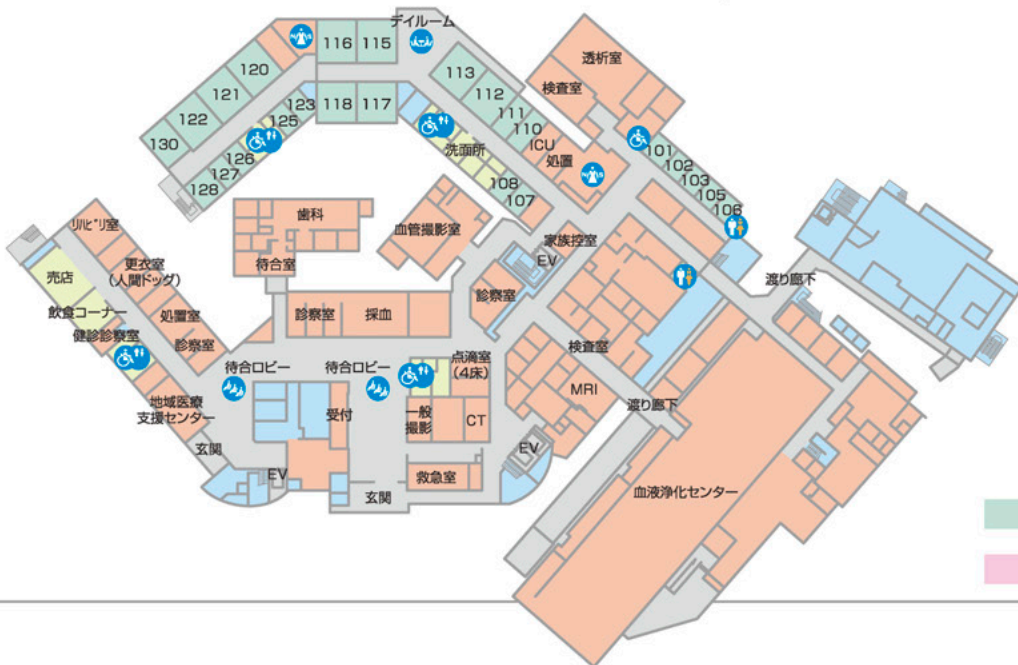 デイルーム
116
115
120
121
122
130
123
125
126
127
128
118
117
113
112
111
110
ICU
処置
洗面所
108
107
透析室
検査室
101
102
103
105
106
リハビリ室
更衣室
(人間ドッグ)
売店
飲食コーナー
処置室
健診診察室
診察室
地域医療
支援センター
玄関
歯科
待合室
血管撮影室
家族控室
EV
診察室
診察室
採血
待合ロビー
待合ロビー
点滴室
(4床)
受付
一般
撮影
CT
救急室
玄関
EV
EV
検査室
MRI
渡り廊下
渡り廊下
血液浄化センター